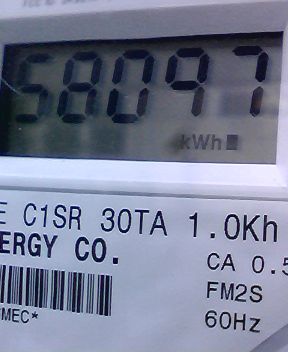 58097
kWh
E C1SR 30TA 1.0Kh
ERGY CO.
CA 0.5
FM2S
MEC*
60Hz